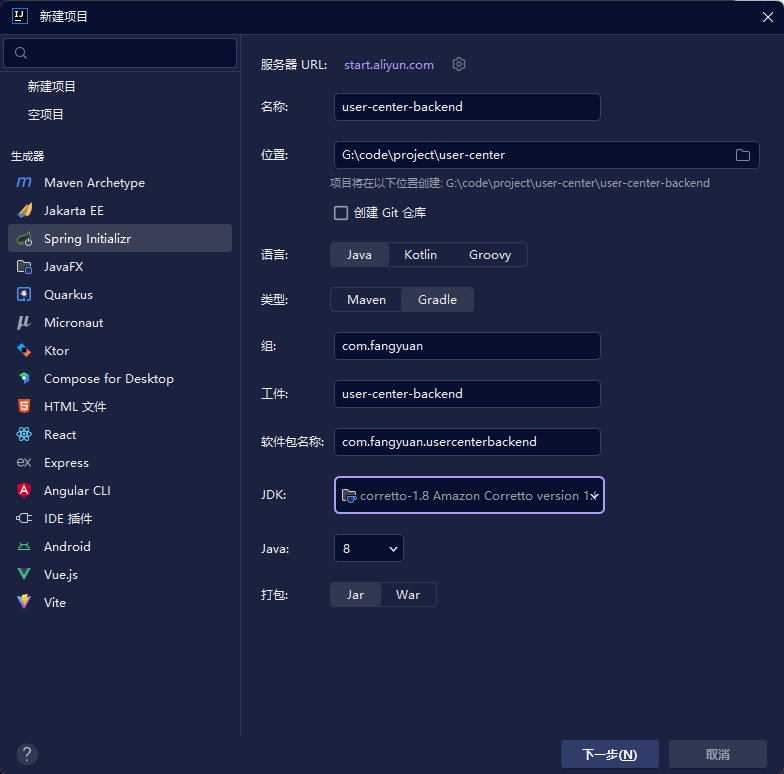 新建项目
新建项目
空项目
生成器
Maven Archetype
Jakarta EE
Spring Initializr
JavaFX
Quarkus
Micronaut
Ktor
Compose for Desktop
HTML 文件
React
Express
Angular CLI
IDE 插件
Android
Vue.js
Vite
服务器 URL: start.aliyun.com
名称: user-center-backend
位置: G:\code\project\user-center
项目将在以下位置创建: G:\code\project\user-center\user-center-backend
创建 Git 仓库
语言: Java Kotlin Groovy
类型: Maven Gradle
组: com.fangyuan
工件: user-center-backend
软件包名称: com.fangyuan.usercenterbackend
JDK: corretto-1.8 Amazon Corretto version 1
Java: 8
打包: Jar War
? 下一步(N) 取消